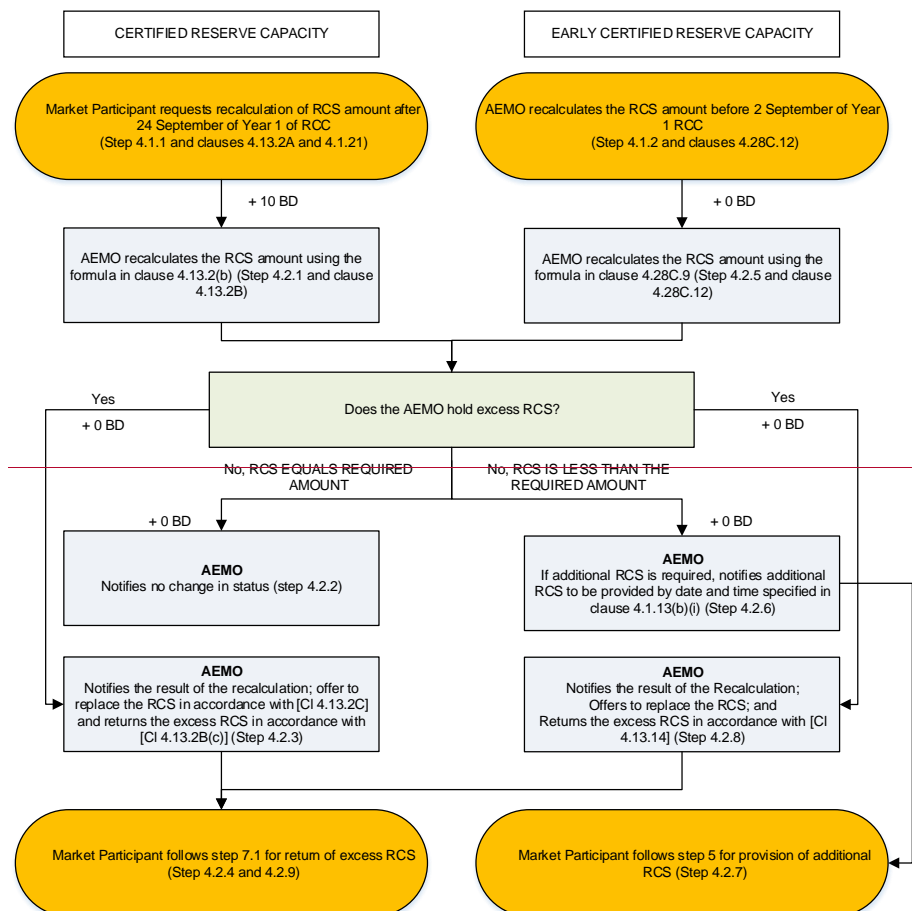 CERTIFIED RESERVE CAPACITY
EARLY CERTIFIED RESERVE CAPACITY
Market Participant requests recalculation of RCS amount after
24 September of Year 1 of RCC
(Step 4.1.1 and clauses 4.13.2A and 4.1.21)
AEMO recalculates the RCS amount before 2 September of Year
1 RCC
(Step 4.1.2 and clauses 4.28C.12)
+ 10 BD
+ 0 BD
AEMO recalculates the RCS amount using the
formula in clause 4.13.2(b) (Step 4.2.1 and clause
4.13.2B)
AEMO recalculates the RCS amount using the
formula in clause 4.28C.9 (Step 4.2.5 and clause
4.28C.12)
Does the AEMO hold excess RCS?
Yes
+ 0 BD
Yes
+ 0 BD
No, RCS EQUALS REQUIRED
AMOUNT
No, RCS IS LESS THAN THE
REQUIRED AMOUNT
+ 0 BD
+ 0 BD
AEMO
Notifies no change in status (step 4.2.2)
AEMO
If additional RCS is required, notifies additional
RCS to be provided by date and time specified in
clause 4.1.13(b)(i) (Step 4.2.6)
AEMO
Notifies the result of the recalculation; offer to
replace the RCS in accordance with [Cl 4.13.2C]
and returns the excess RCS in accordance with
[Cl 4.13.2B(c)] (Step 4.2.3)
AEMO
Notifies the result of the Recalculation;
Offers to replace the RCS; and
Returns the excess RCS in accordance with [Cl
4.13.14] (Step 4.2.8)
Market Participant follows step 7.1 for return of excess RCS
(Step 4.2.4 and 4.2.9)
Market Participant follows step 5 for provision of additional
RCS (Step 4.2.7)